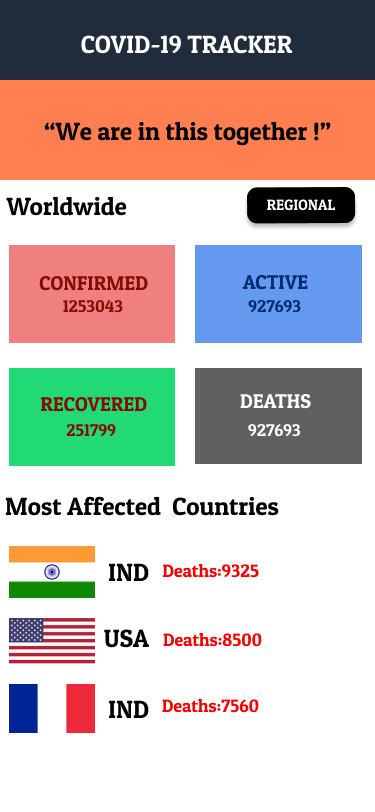 COVID-19 TRACKER
“We are in this together !”
Worldwide
REGIONAL
CONFIRMED
1253043
ACTIVE
927693
RECOVERED
251799
DEATHS
927693
Most Affected Countries
IND Deaths:9325
USA Deaths:8500
IND Deaths:7560